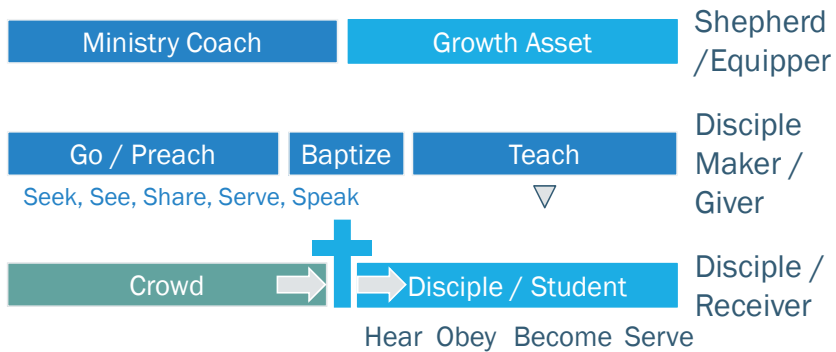 Ministry Coach
Growth Asset
Shepherd
/Equipper
Go / Preach
Baptize
Teach
Disciple
Maker /
Giver
Seek, See, Share, Serve, Speak
Crowd
Disciple / Student
Disciple /
Receiver
Hear Obey Become Serve